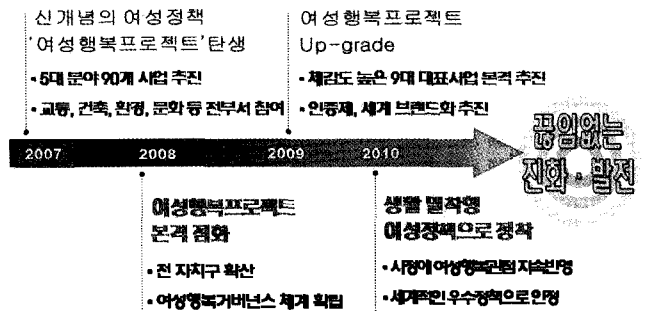 신개념의 여성정책
'여성행복프로젝트'탄생
• 5대 분야 90개 사업 추진
• 교통, 건축, 환경, 문화 등 전부서 참여
여성행복프로젝트
Up-grade
• 체감도 높은 9대 대표사업 본격 추진
• 인증제, 세계 브랜드화 추진
2007 2008 2009 2010
끊임없는
진화·발전
여성행복프로젝트
본격 점화
• 전 자치구 확산
• 여성행복거버넌스 체계 확립
생활 밀착형
여성정책으로 정착
• 시정에 여성행복관점 지속반영
• 세계적인 우수정책으로 인정